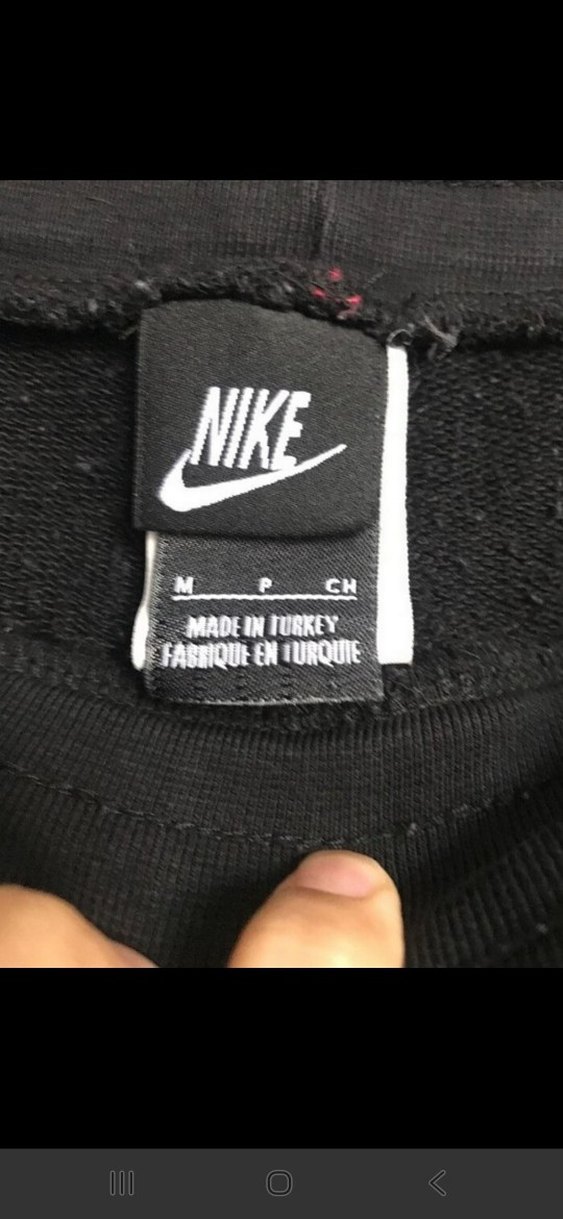 NIKE
M P CH
MADE IN TURKEY
FABRIQUE EN TURQUIE